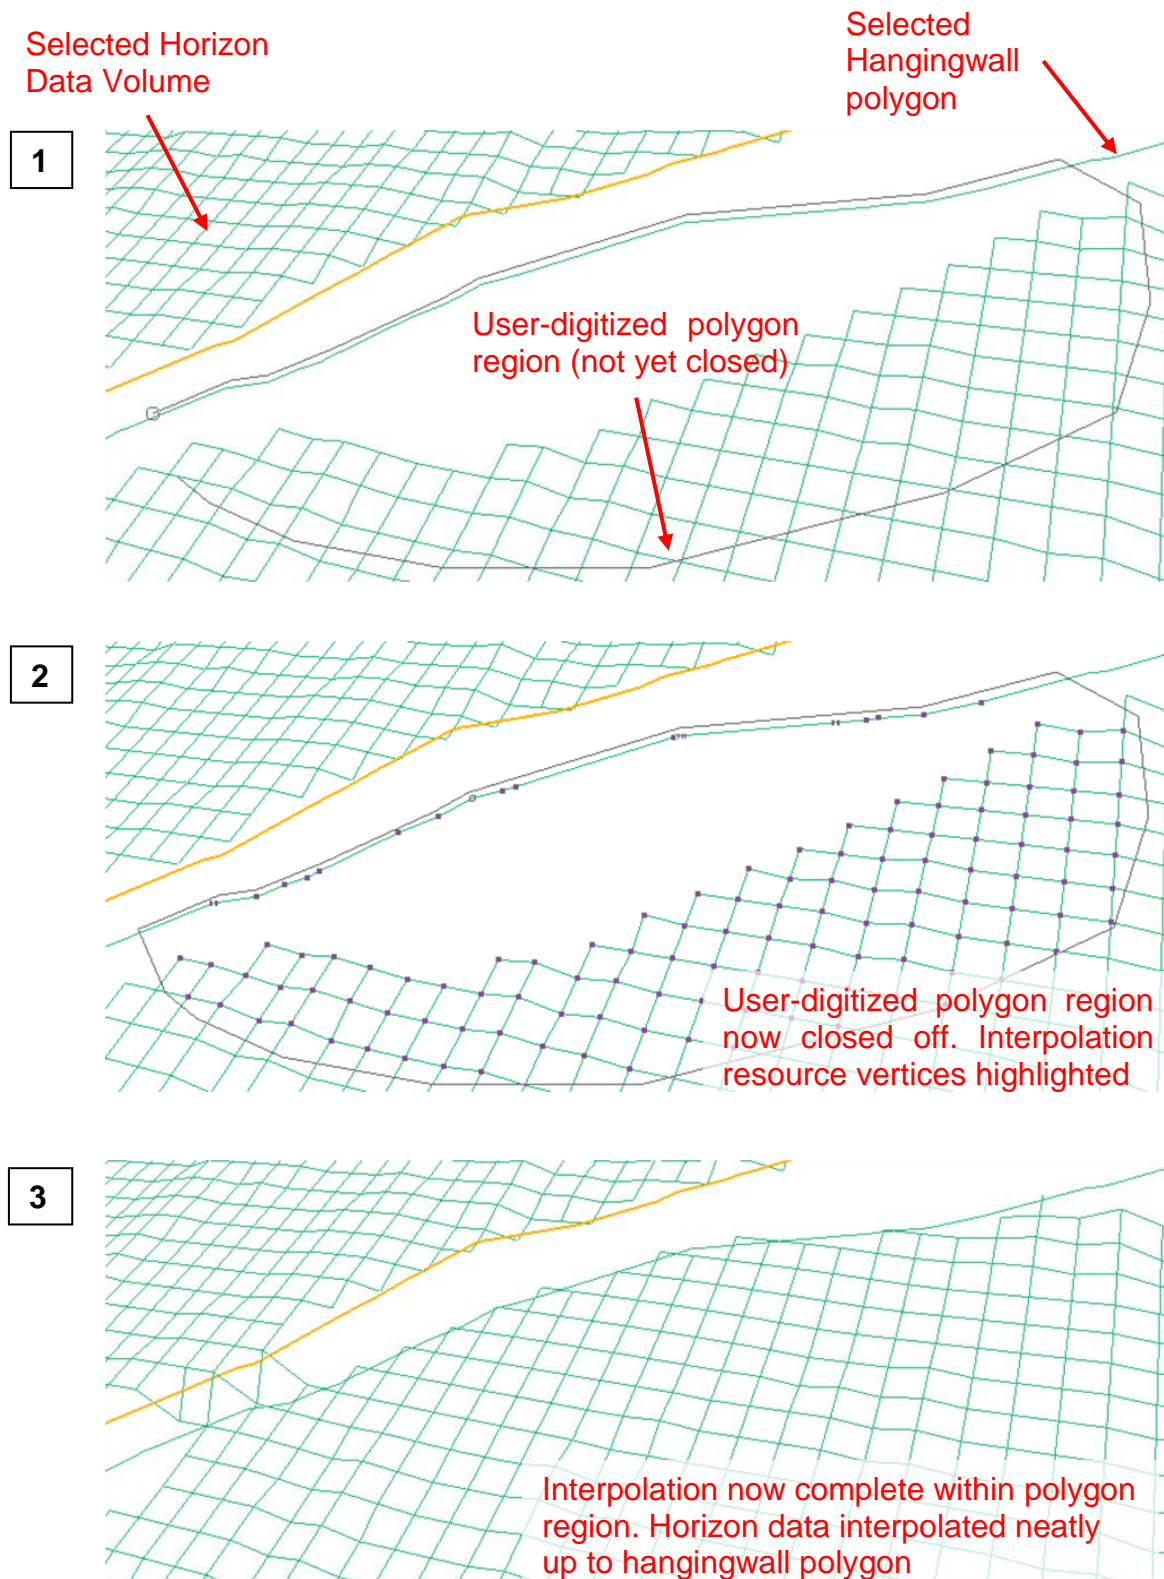 Selected Horizon
Data Volume
Selected
Hangingwall
polygon
1
User-digitized polygon
region (not yet closed)
2
User-digitized polygon region
now closed off. Interpolation
resource vertices highlighted
3
Interpolation now complete within polygon
region. Horizon data interpolated neatly
up to hangingwall polygon